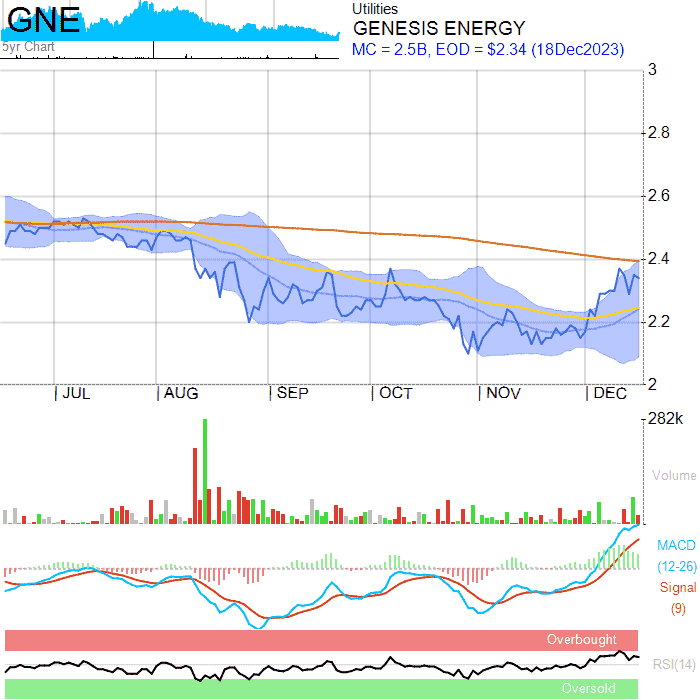 GNE
5yr Chart
Utilities
GENESIS ENERGY
MC = 2.5B, EOD = $2.34 (18Dec2023)
3
2.8
2.6
2.4
2.2
2
| JUL | AUG | SEP | OCT | NOV | DEC
282k
Volume
MACD
(12-26)
Signal
(9)
Overbought
RSI(14)
Oversold